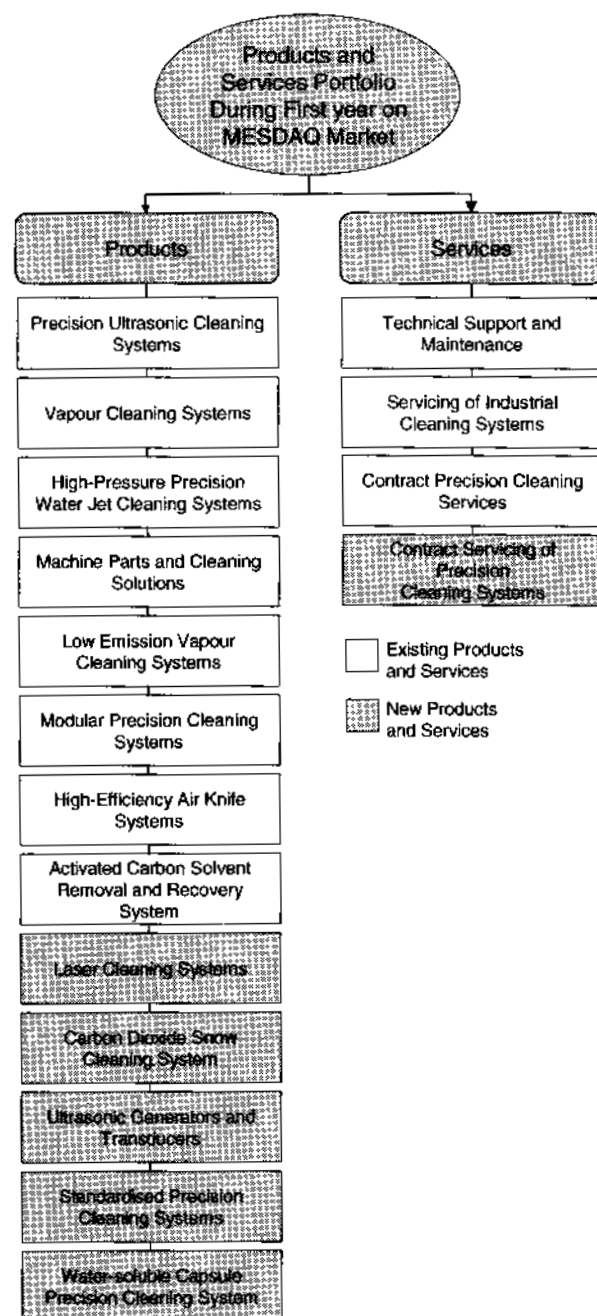 Products and
Services Portfolio
During First year on
MESDAQ Market
Products
Precision Ultrasonic Cleaning
Systems
Vapour Cleaning Systems
High-Pressure Precision
Water Jet Cleaning Systems
Machine Parts and Cleaning
Solutions
Low Emission Vapour
Cleaning Systems
Modular Precision Cleaning
Systems
High-Efficiency Air Knife
Systems
Activated Carbon Solvent
Removal and Recovery
System
Laser Cleaning Systems
Carbon Dioxide Snow
Cleaning System
Ultrasonic Generators and
Transducers
Standardised Precision
Cleaning Systems
Water-soluble Capsule
Precision Cleaning System
Services
Technical Support and
Maintenance
Servicing of Industrial
Cleaning Systems
Contract Precision Cleaning
Services
Contract Servicing of
Precision
Cleaning Systems
Existing Products
and Services
New Products
and Services